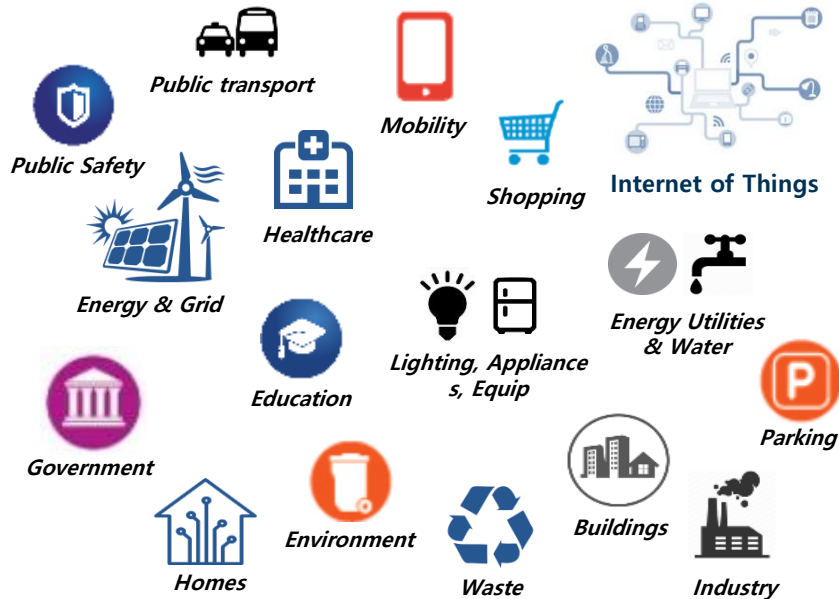 Public transport
Mobility
Public Safety
Shopping
Internet of Things
Healthcare
Energy & Grid
Energy Utilities
& Water
Lighting, Appliance
s, Equip
Education
P
Parking
Government
Buildings
Environment
Homes
Waste
Industry